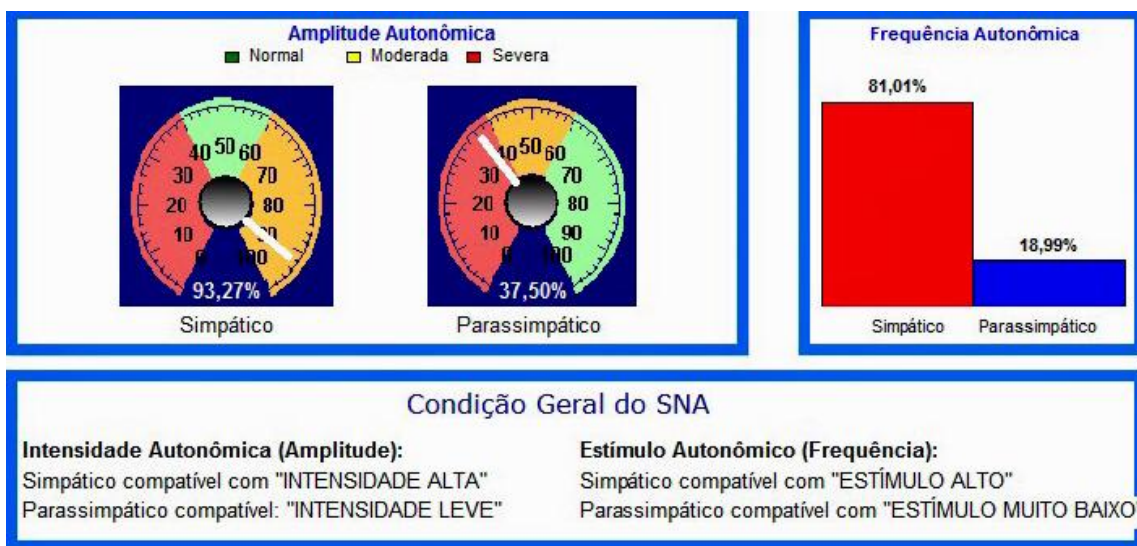 Amplitude Autonômica
Normal Moderada Severa
0 10 20 30 40 50 60 70 80 90 100
93,27%
Simpático
0 10 20 30 40 50 60 70 80 90 100
37,50%
Parassimpático
Frequência Autonômica
81,01%
18,99%
Simpático Parassimpático
Condição Geral do SNA
Intensidade Autonômica (Amplitude):
Simpático compatível com "INTENSIDADE ALTA"
Parassimpático compatível: "INTENSIDADE LEVE"
Estímulo Autonômico (Frequência):
Simpático compatível com "ESTÍMULO ALTO"
Parassimpático compatível com "ESTÍMULO MUITO BAIXO"